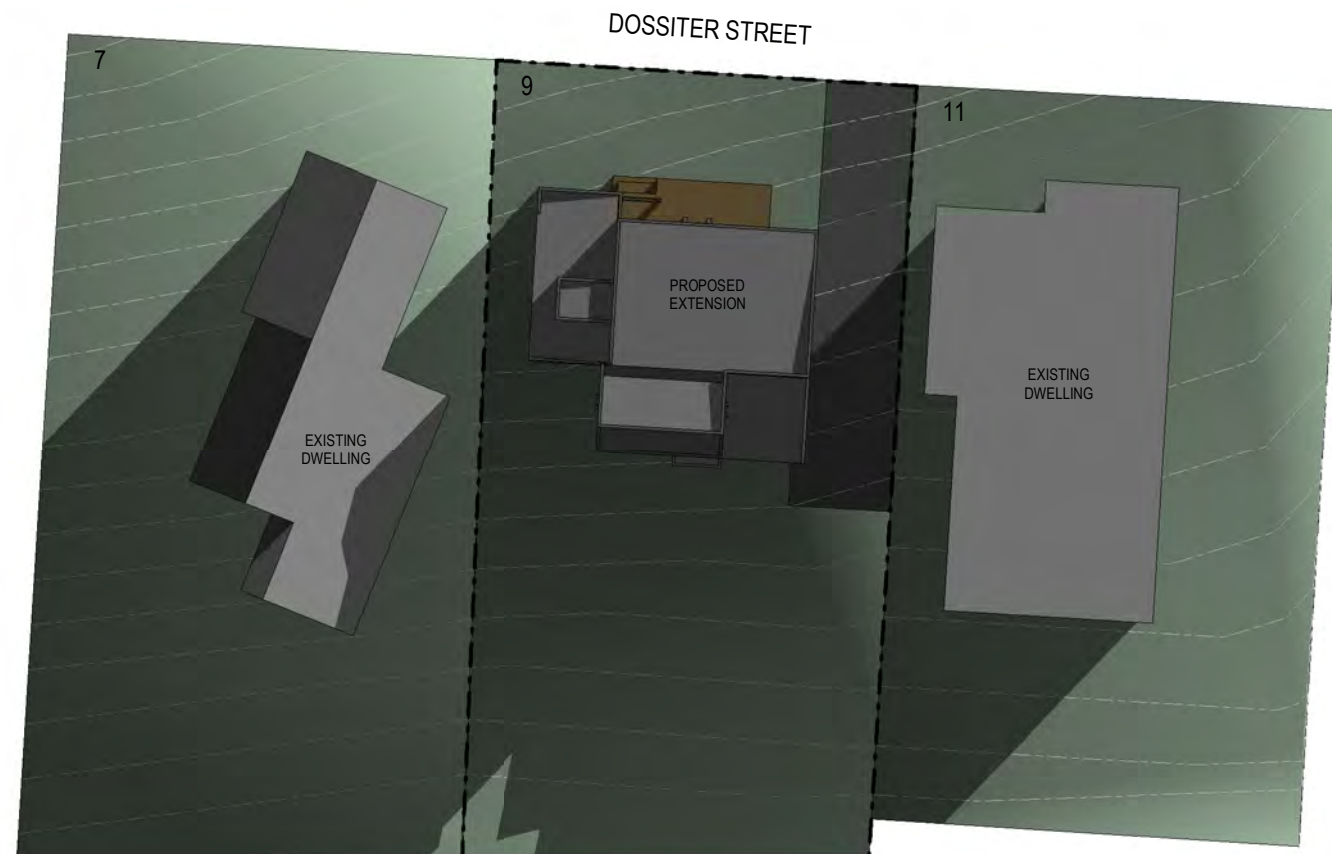 DOSSITER STREET
7
9
11
PROPOSED
EXTENSION
EXISTING
DWELLING
EXISTING
DWELLING